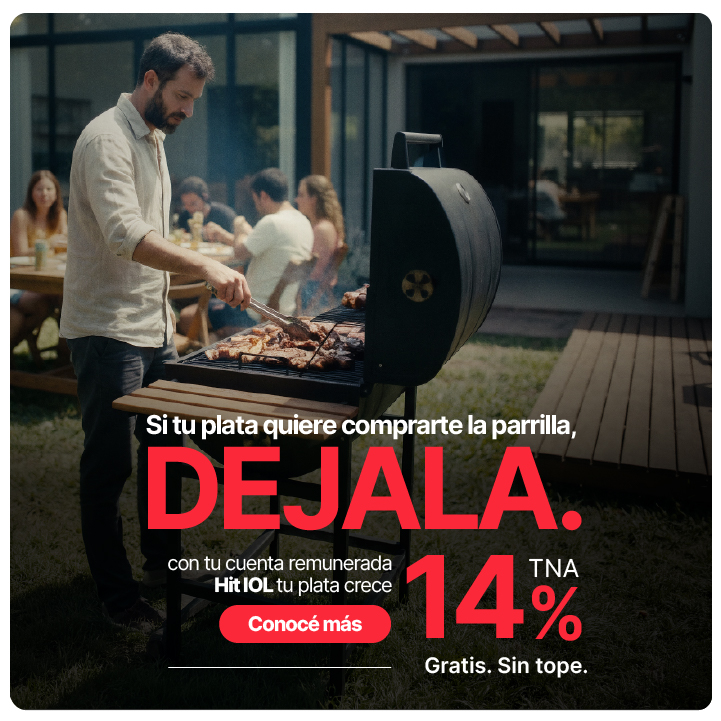 Si tu plata quiere comprarte la parrilla,
DEJALA.
con tu cuenta remunerada
Hit IOL tu plata crece
Conocé más
14% TNA
Gratis. Sin tope.